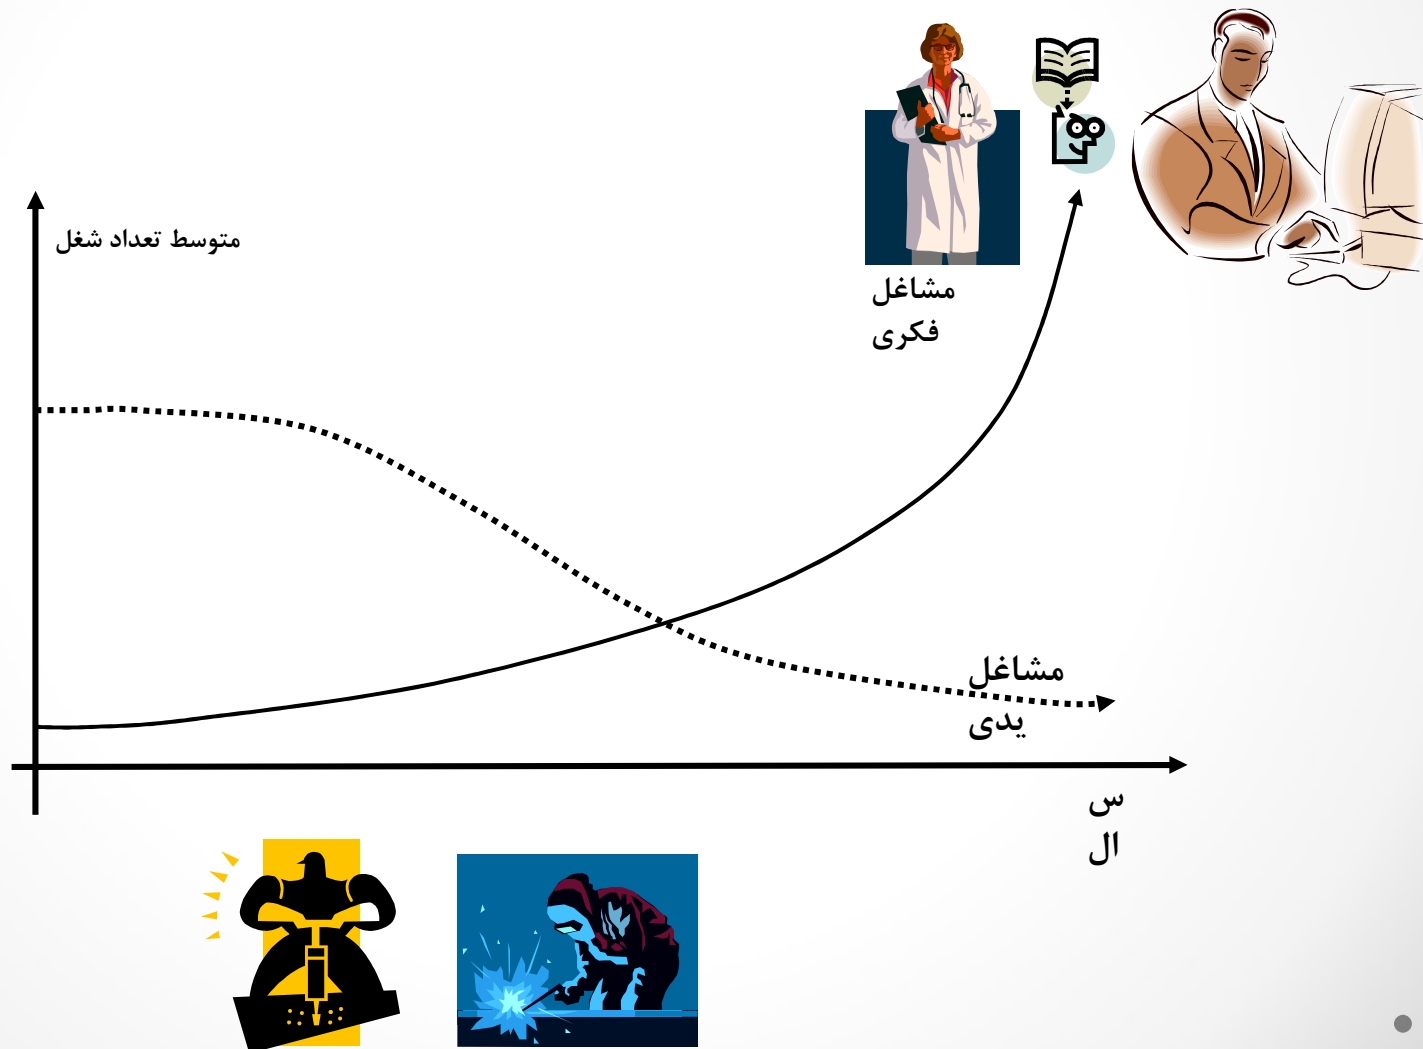 متوسط تعداد شغل
مشاغل
فکری
مشاغل
یدی
س
ال